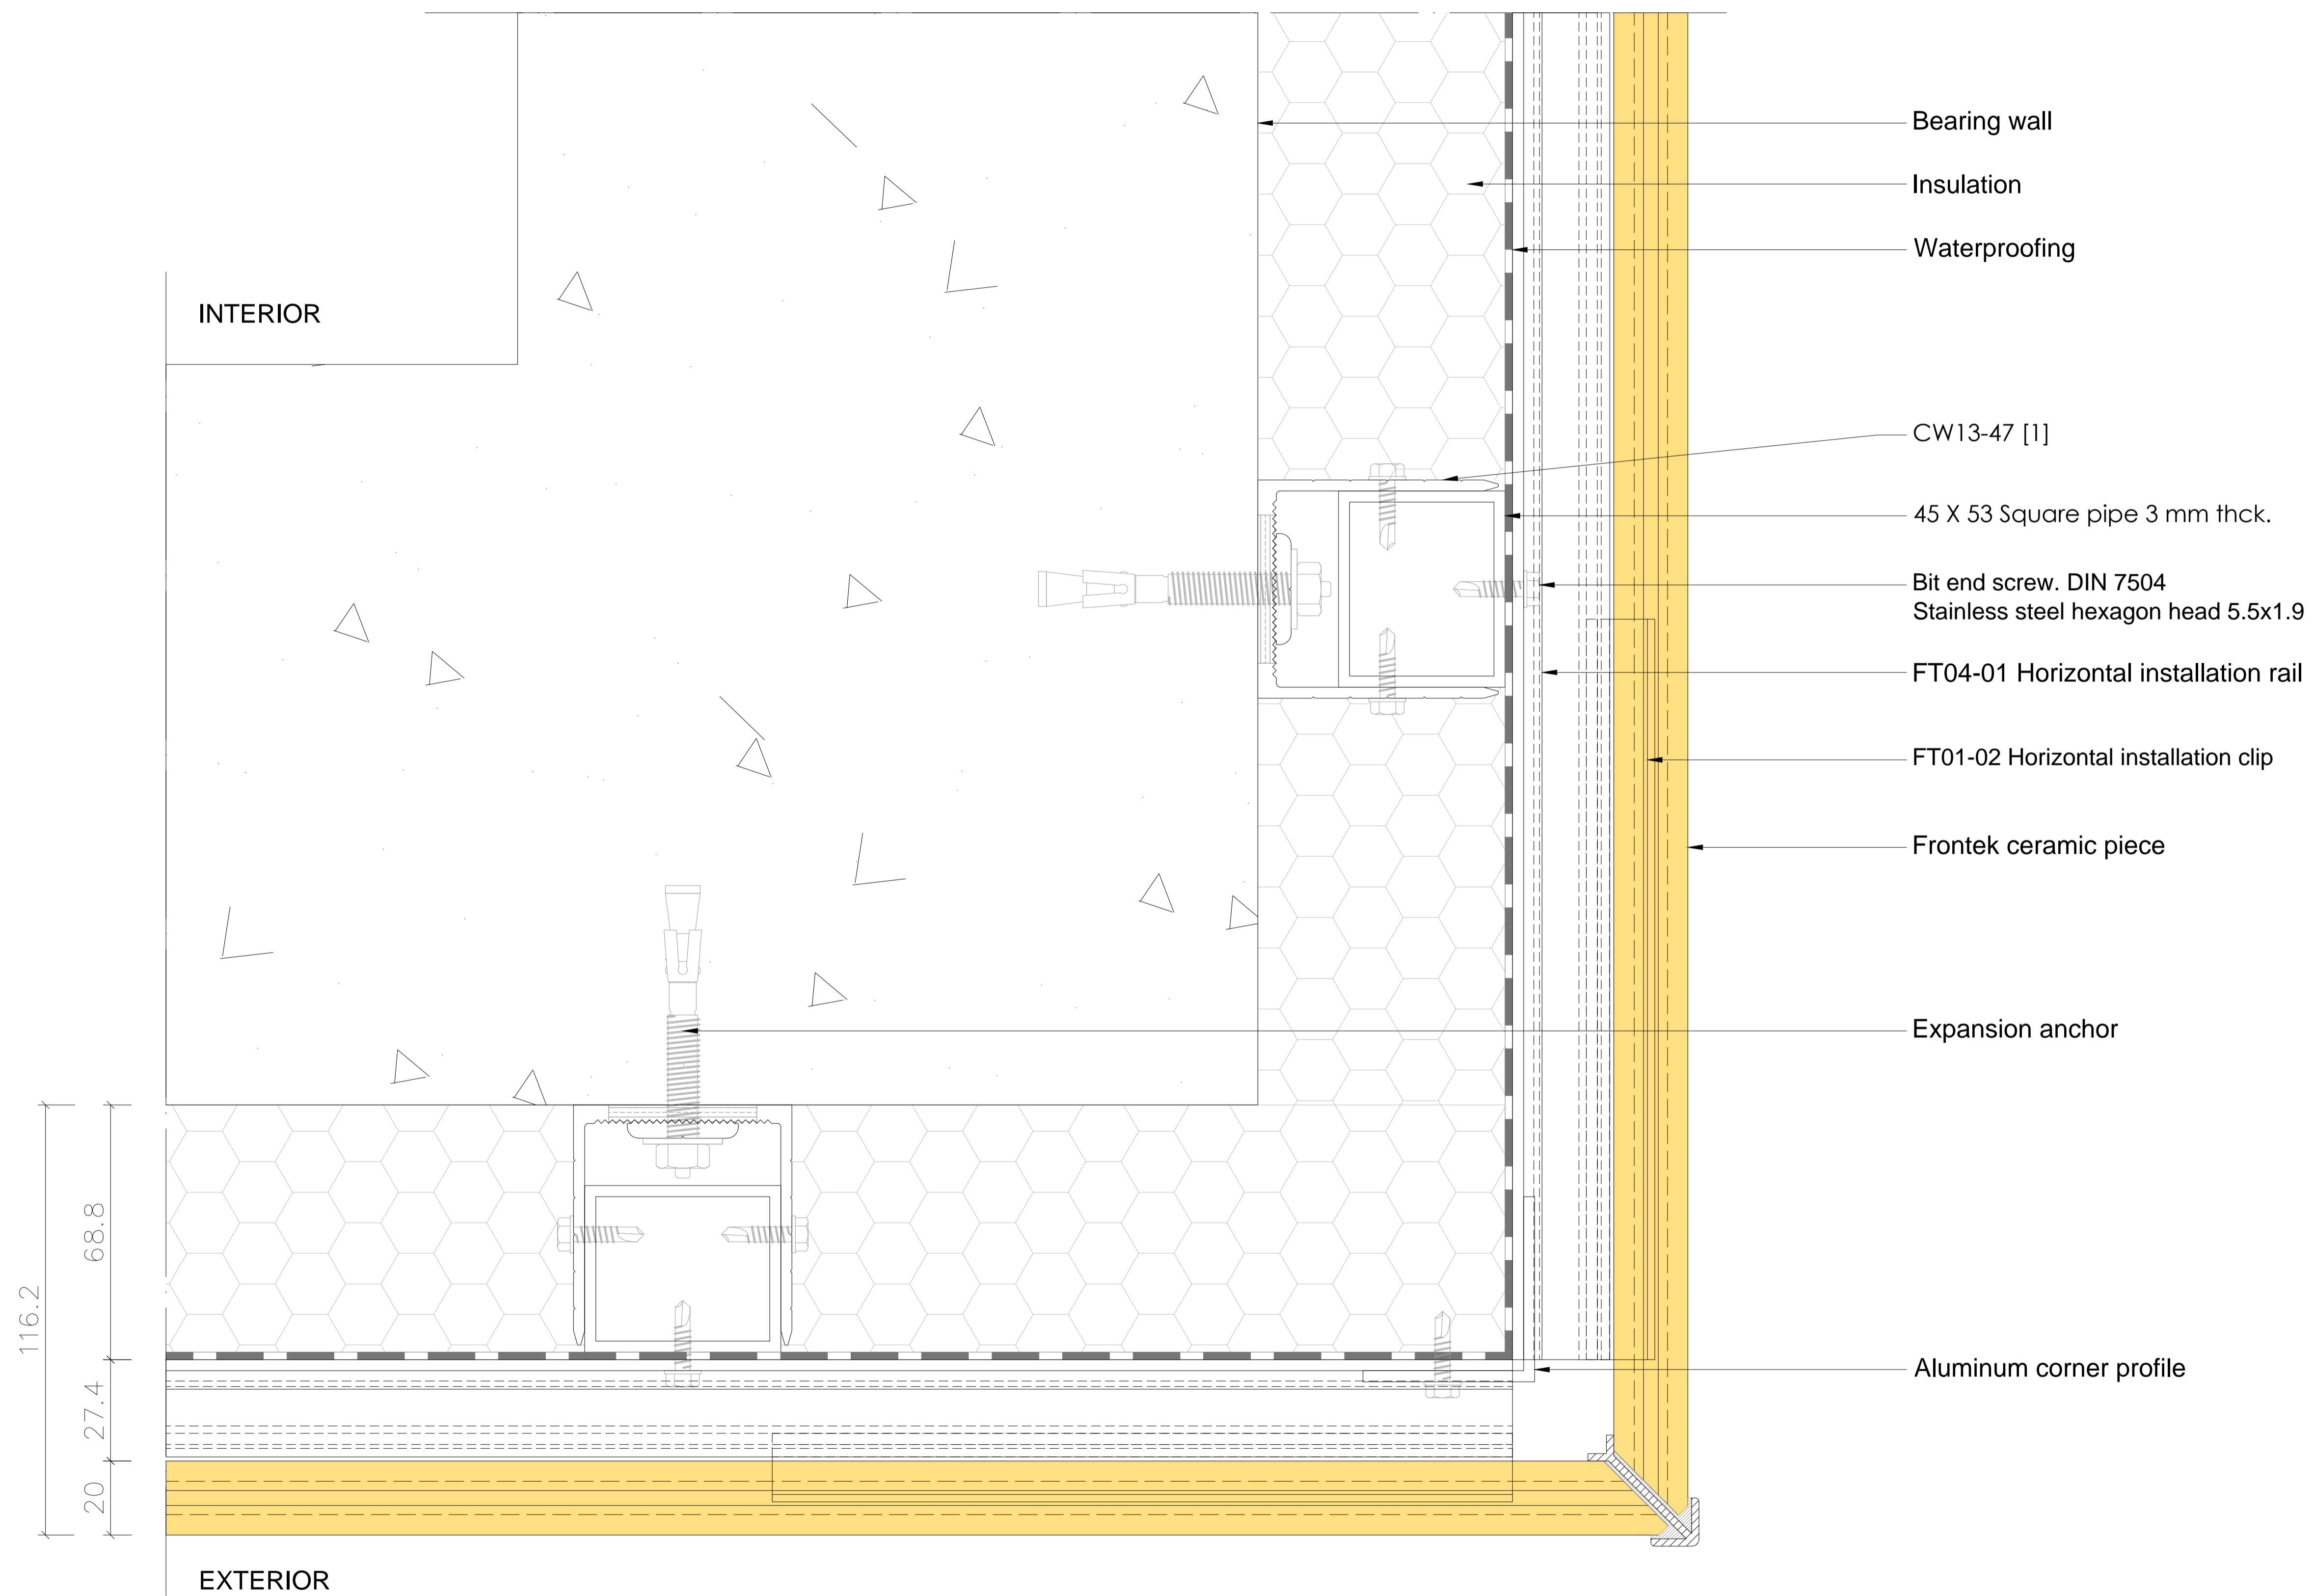 Bearing wall
Insulation
Waterproofing
INTERIOR
CW13-47 [1]
45 X 53 Square pipe 3 mm thck.
Bit end screw. DIN 7504
Stainless steel hexagon head 5.5x1.9
FT04-01 Horizontal installation rail
FT01-02 Horizontal installation clip
Frontek ceramic piece
Expansion anchor
68.8
116.2
Aluminum corner profile
27.4
20
EXTERIOR